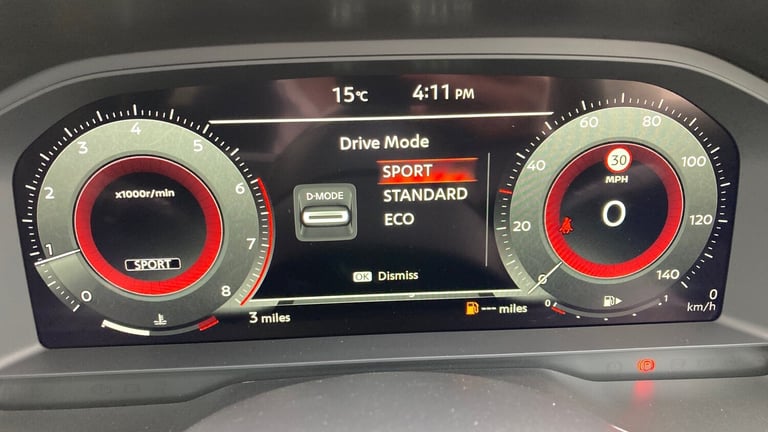 15°C 4:11 PM
Drive Mode
SPORT
STANDARD
ECO
D-MODE
OK Dismiss
3 miles
--- miles
x1000r/min
SPORT
0
1
2
3
4
5
6
7
8
0
20
40
60
80
100
120
140
30
MPH
0
0
1
0
km/h
P